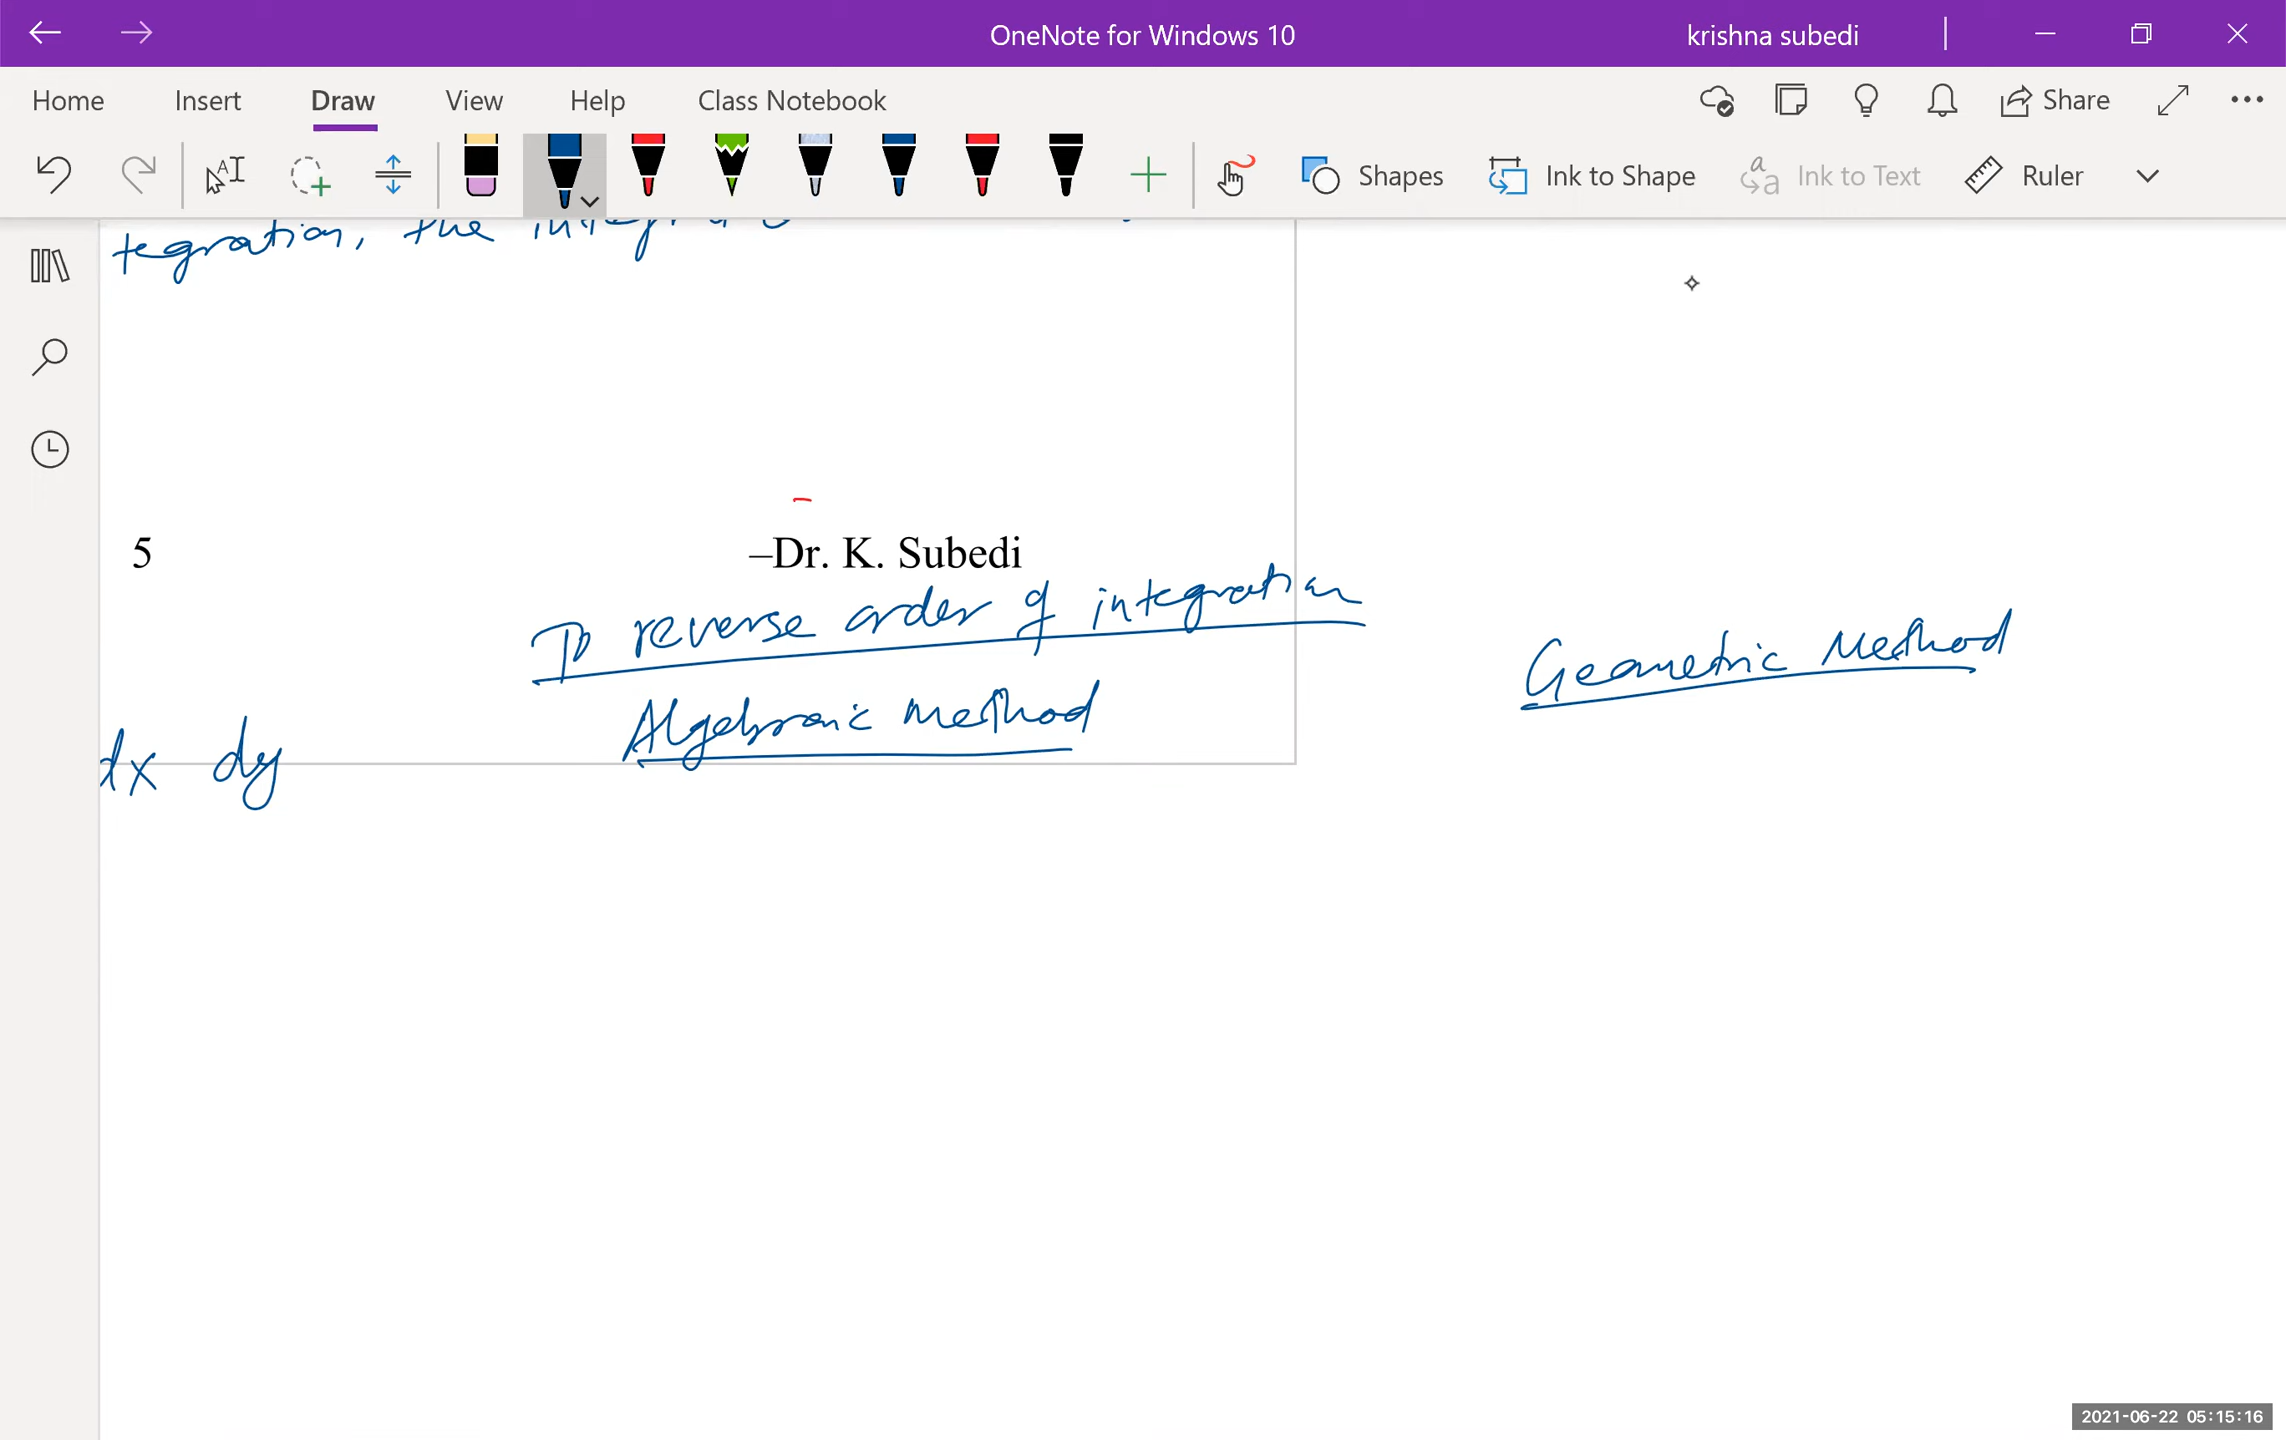 OneNote for Windows 10
krishna subedi
Home Insert Draw View Help Class Notebook Share
Shapes Ink to Shape Ink to Text Ruler
tegration, the
5
–Dr. K. Subedi
To reverse order of integration
Algebraic method
Geometric Method
dx dy
2021-06-22 05:15:16